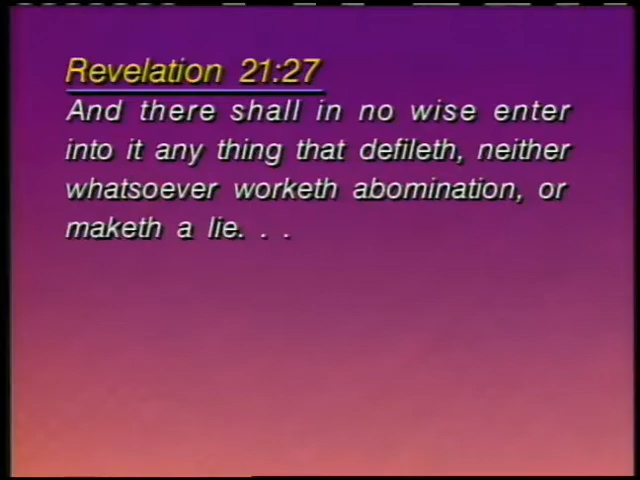 Revelation 21:27
And there shall in no wise enter
into it any thing that defileth, neither
whatsoever worketh abomination, or
maketh a lie. . .